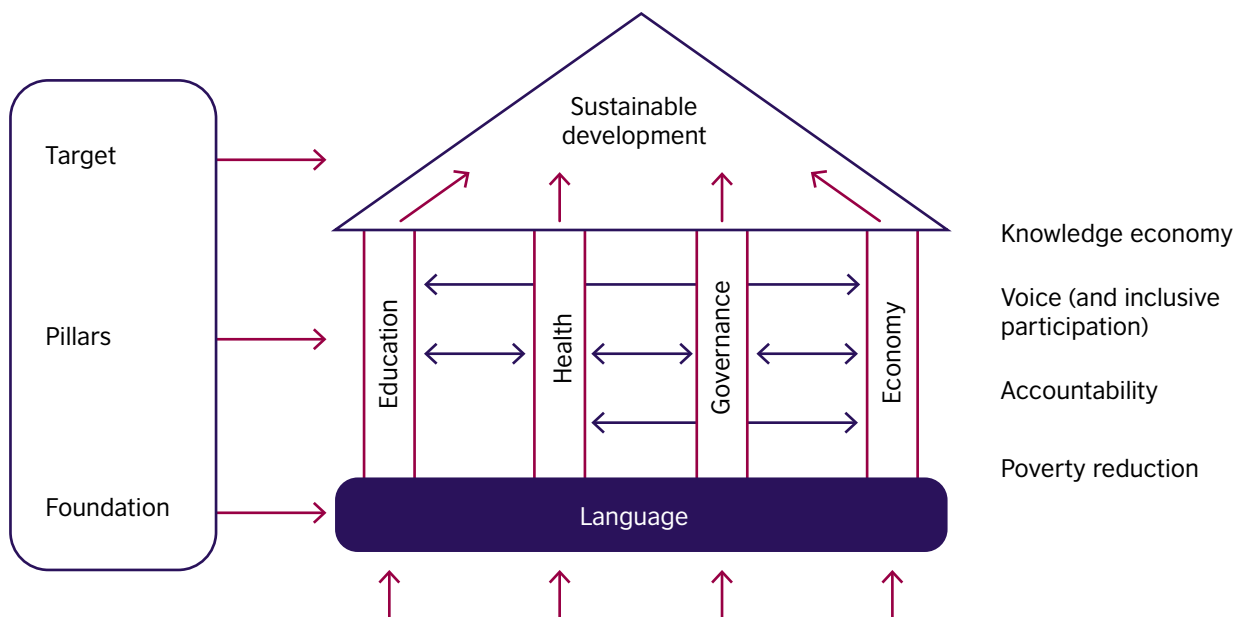 Target
Pillars
Foundation
Sustainable
development
Education
Health
Governance
Economy
Language
Knowledge economy
Voice (and inclusive
participation)
Accountability
Poverty reduction